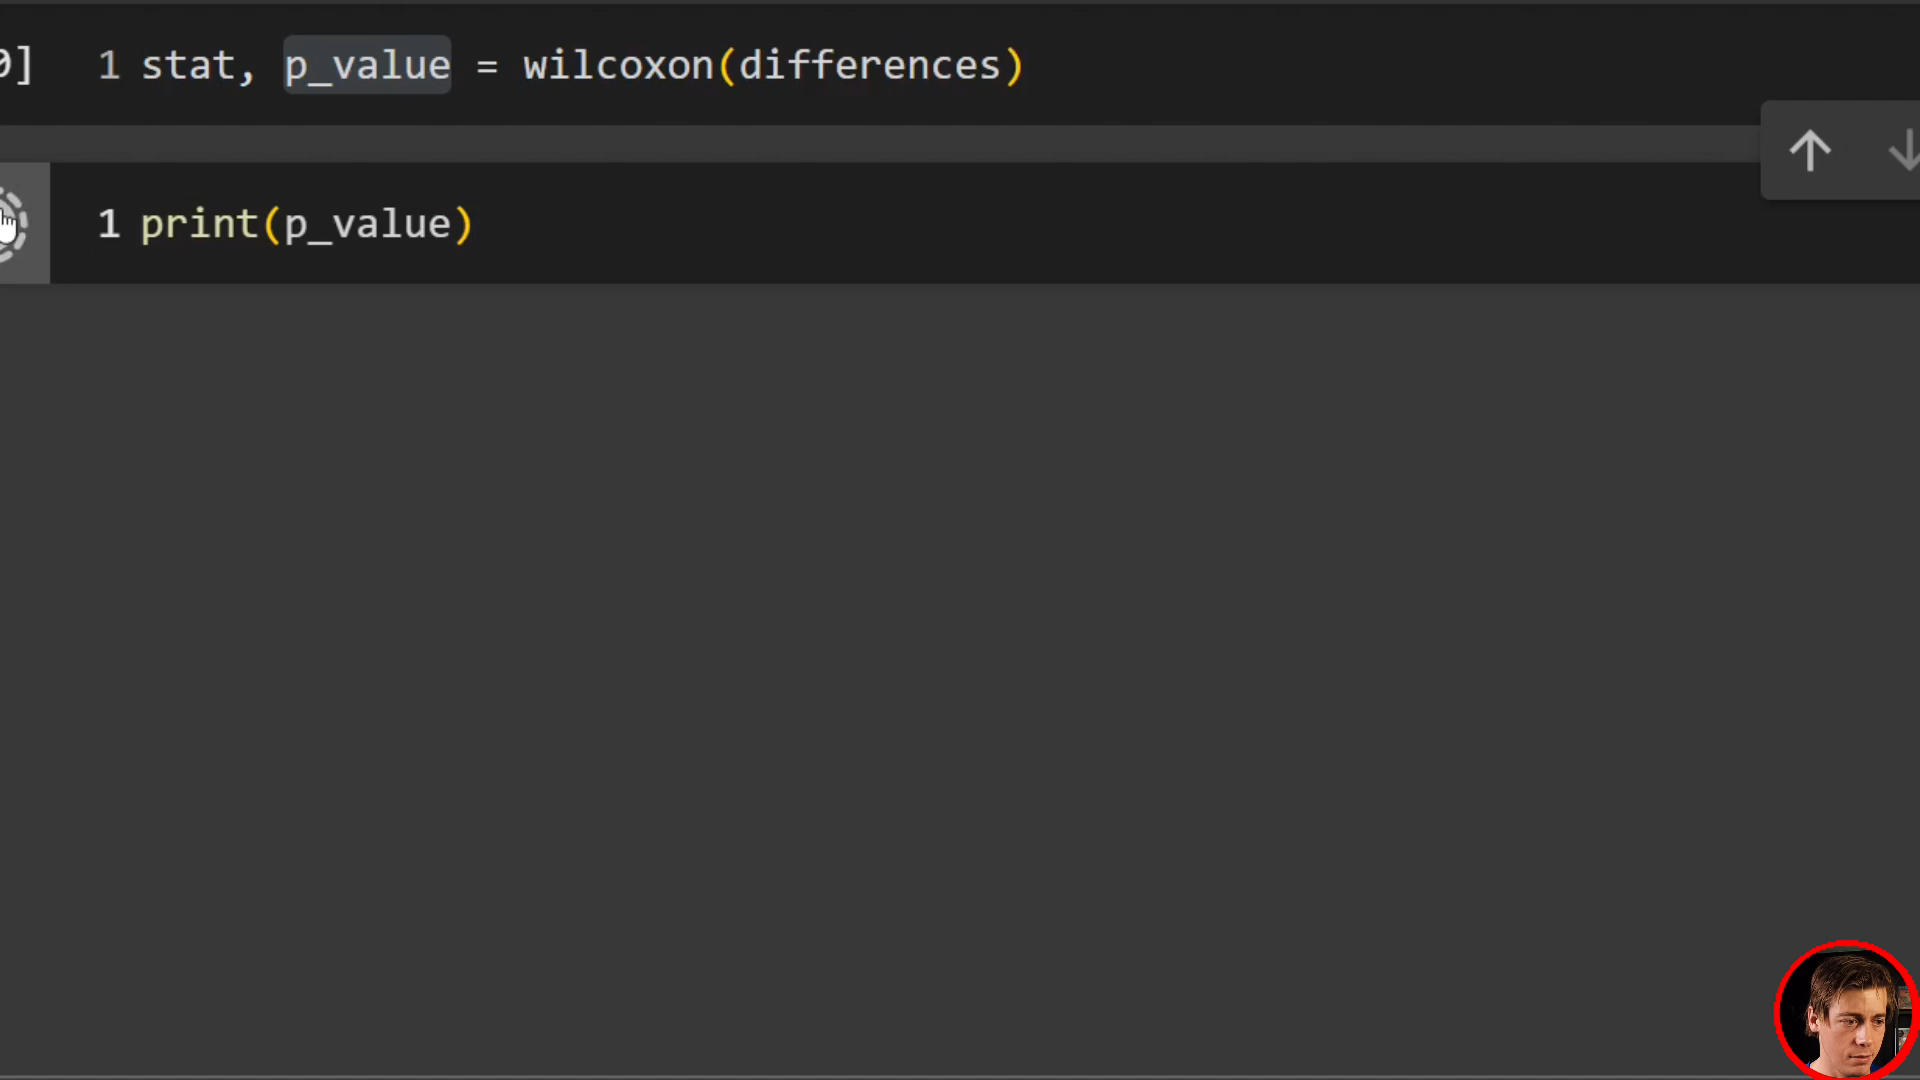 0] 1 stat, p_value = wilcoxon(differences)
1 print(p_value)